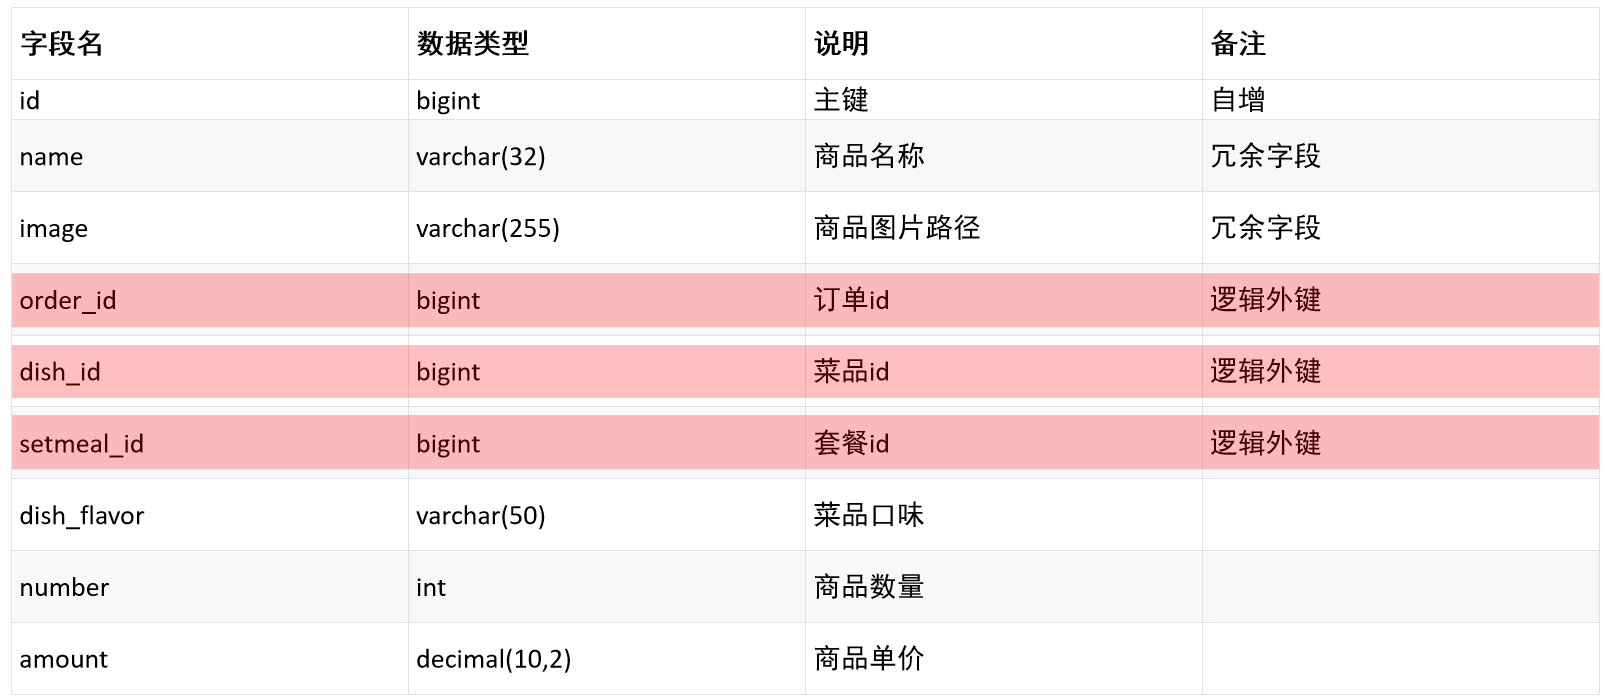 字段名 数据类型 说明 备注
id bigint 主键 自增
name varchar(32) 商品名称 冗余字段
image varchar(255) 商品图片路径 冗余字段
order_id bigint 订单id 逻辑外键
dish_id bigint 菜品id 逻辑外键
setmeal_id bigint 套餐id 逻辑外键
dish_flavor varchar(50) 菜品口味
number int 商品数量
amount decimal(10,2) 商品单价